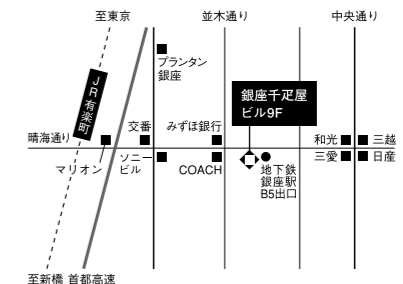 至東京
並木通り
中央通り
プランタン
銀座
JR有楽町
銀座千疋屋
ビル9F
晴海通り
交番
みずほ銀行
和光
三越
マリオン
ソニー
ビル
COACH
地下鉄
銀座駅
B5出口
三愛
日産
至新橋
首都高速